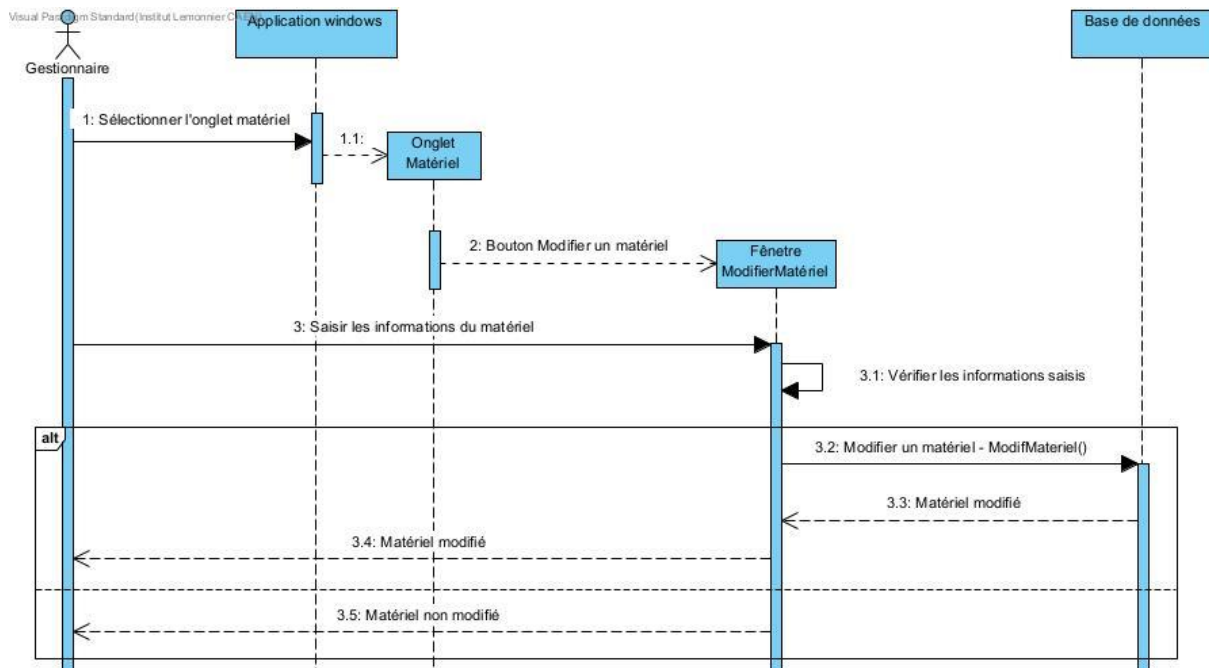 Visual Paradigm Standard(Institut Lemonnier CAEN)
Application windows
Base de données
Gestionnaire
1: Sélectionner l'onglet matériel
1.1:
Onglet
Matériel
2: Bouton Modifier un matériel
Fênetre
ModifierMatériel
3: Saisir les informations du matériel
3.1: Vérifier les informations saisis
alt
3.2: Modifier un matériel - ModifMateriel()
3.3: Matériel modifié
3.4: Matériel modifié
3.5: Matériel non modifié